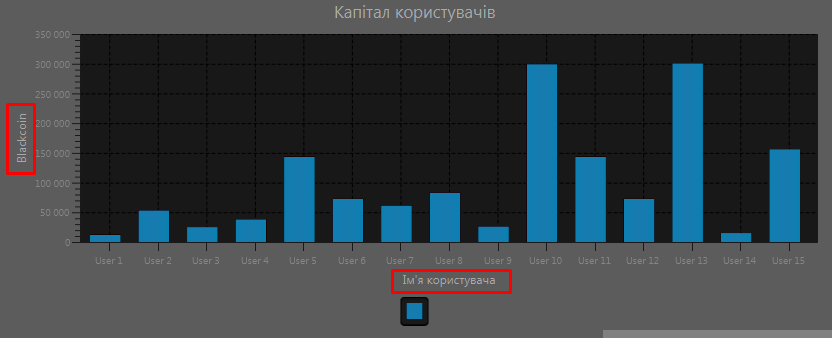 Капітал користувачів
350 000
300 000
250 000
200 000
150 000
100 000
50 000
0
Blackcoin
User 1 User 2 User 3 User 4 User 5 User 6 User 7 User 8 User 9 User 10 User 11 User 12 User 13 User 14 User 15
Ім'я користувача